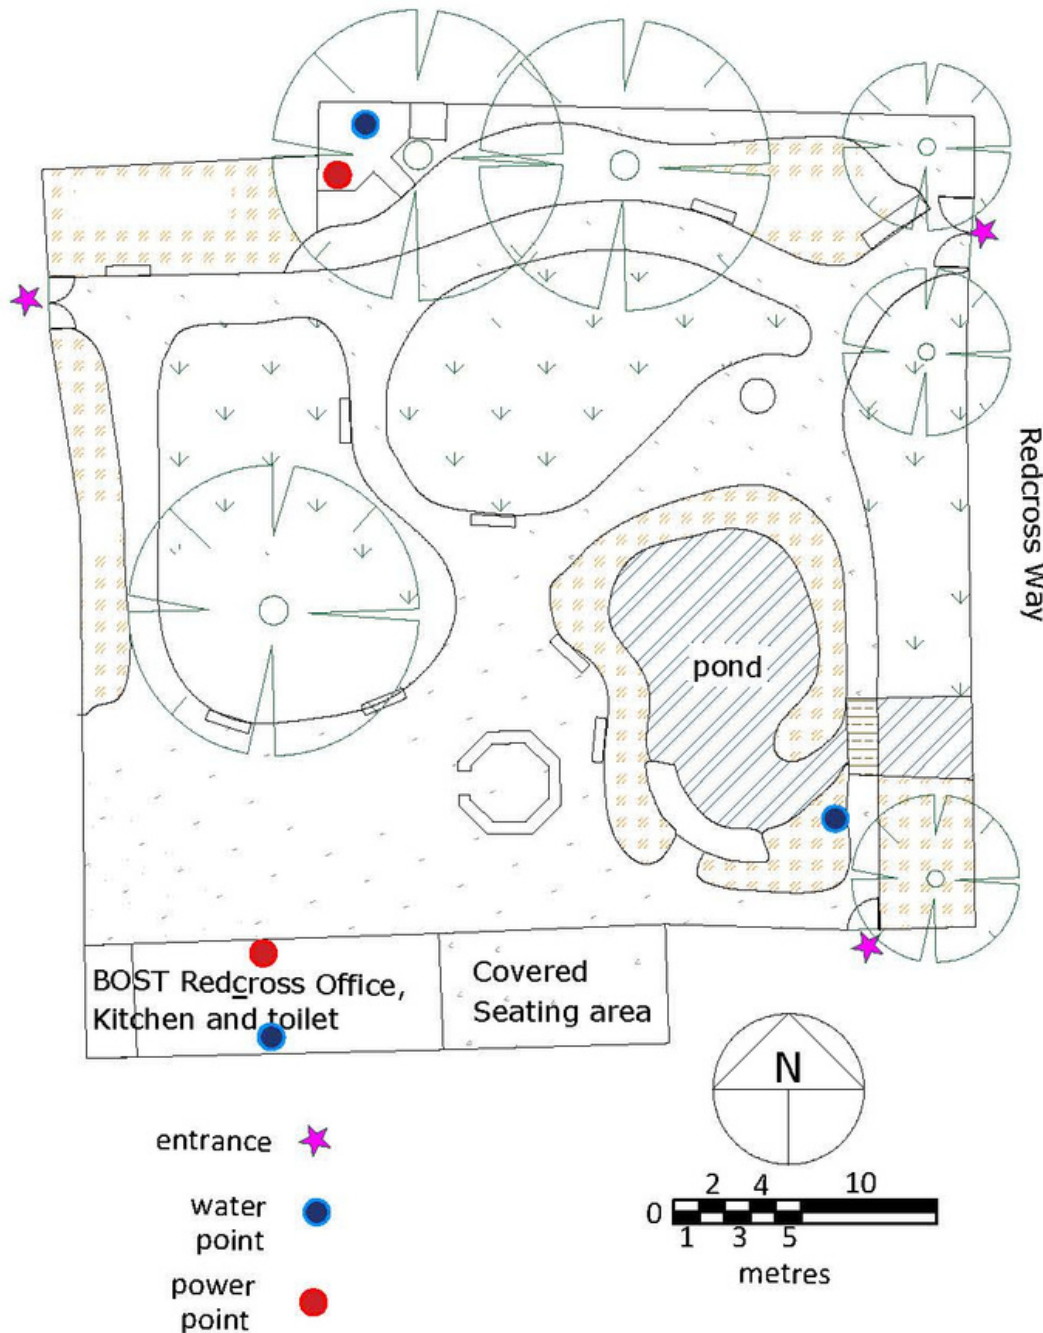 Redcross Way
pond
BOST Redcross Office,
Kitchen and toilet
Covered
Seating area
N
entrance
water
point
power
point
2 4 10
0
1 3 5
metres